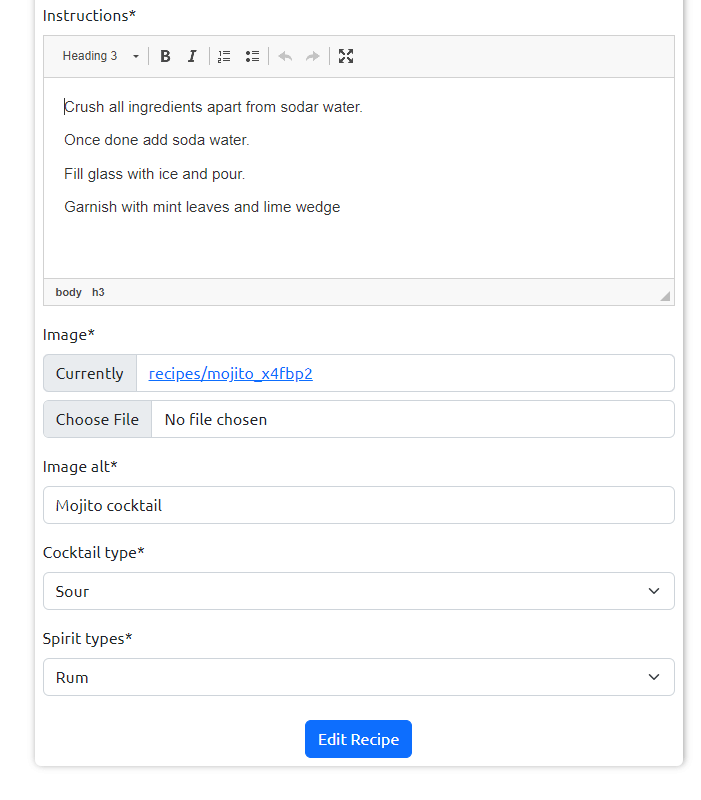 Instructions*
Heading 3 B I
Crush all ingredients apart from sodar water.
Once done add soda water.
Fill glass with ice and pour.
Garnish with mint leaves and lime wedge
body h3
Image*
Currently recipes/mojito_x4fbp2
Choose File No file chosen
Image alt*
Mojito cocktail
Cocktail type*
Sour
Spirit types*
Rum
Edit Recipe